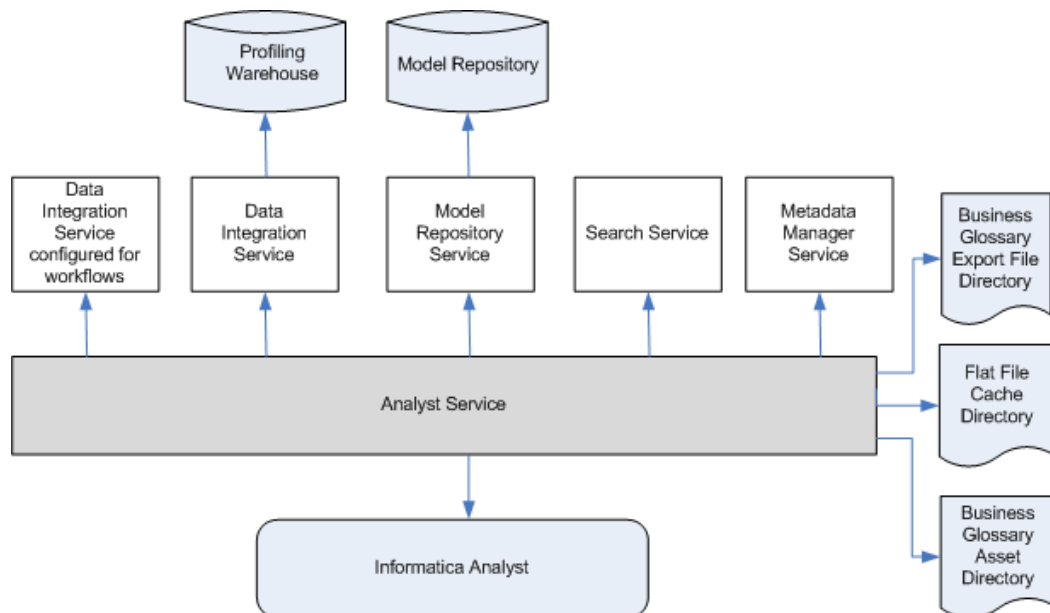 Profiling
Warehouse
Model Repository
Data
Integration
Service
configured for
workflows
Data
Integration
Service
Model
Repository
Service
Search Service
Metadada
Manager
Service
Business
Glossary
Export File
Directory
Analyst Service
Flat File
Cache
Directory
Business
Glossary
Asset
Directory
Informatica Analyst